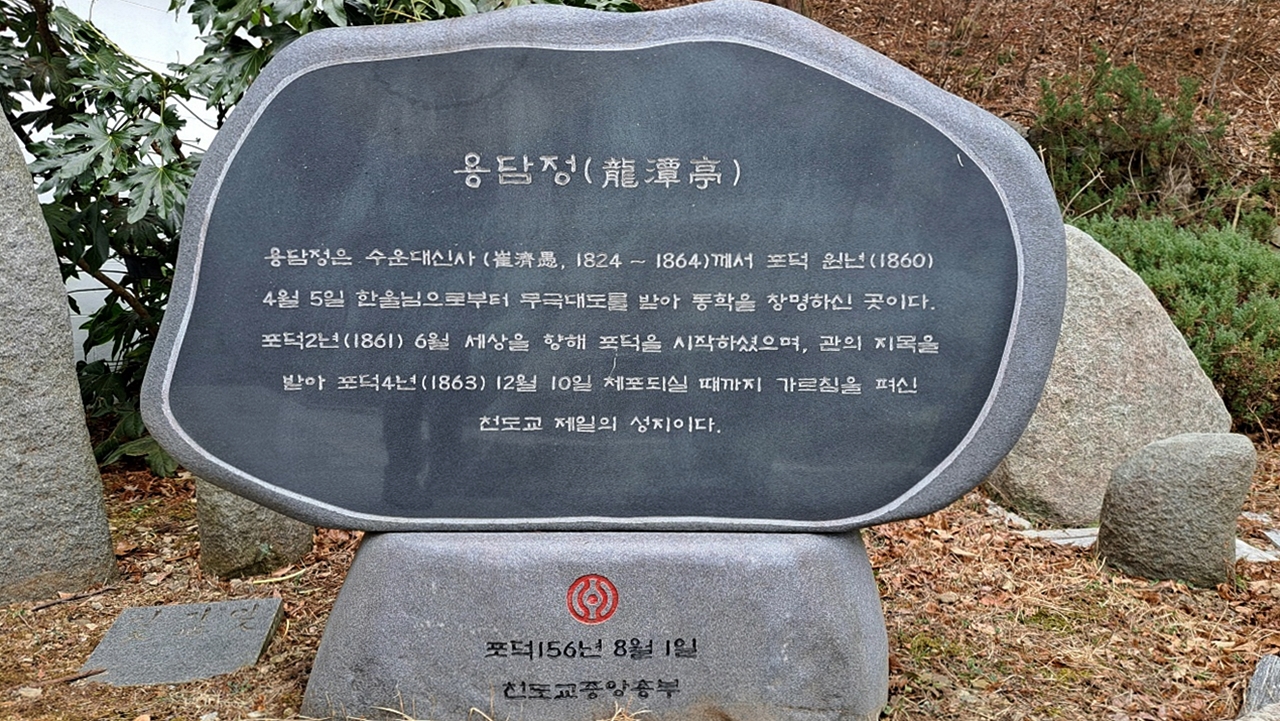 용담정(龍潭亭)
용담정은 수운대신사 (崔濟愚, 1824 ~ 1864)께서 포덕 원년(1860)
4월 5일 한울님으로부터 무극대도를 받아 동학을 창명하신 곳이다.
포덕2년(1861) 6월 세상을 향해 포덕을 시작하셨으며, 관의 지목을
받아 포덕4년(1863) 12월 10일 체포되실 때까지 가르침을 펴신
천도교 제일의 성지이다.
포덕156년 8월 1일
천도교중앙총부